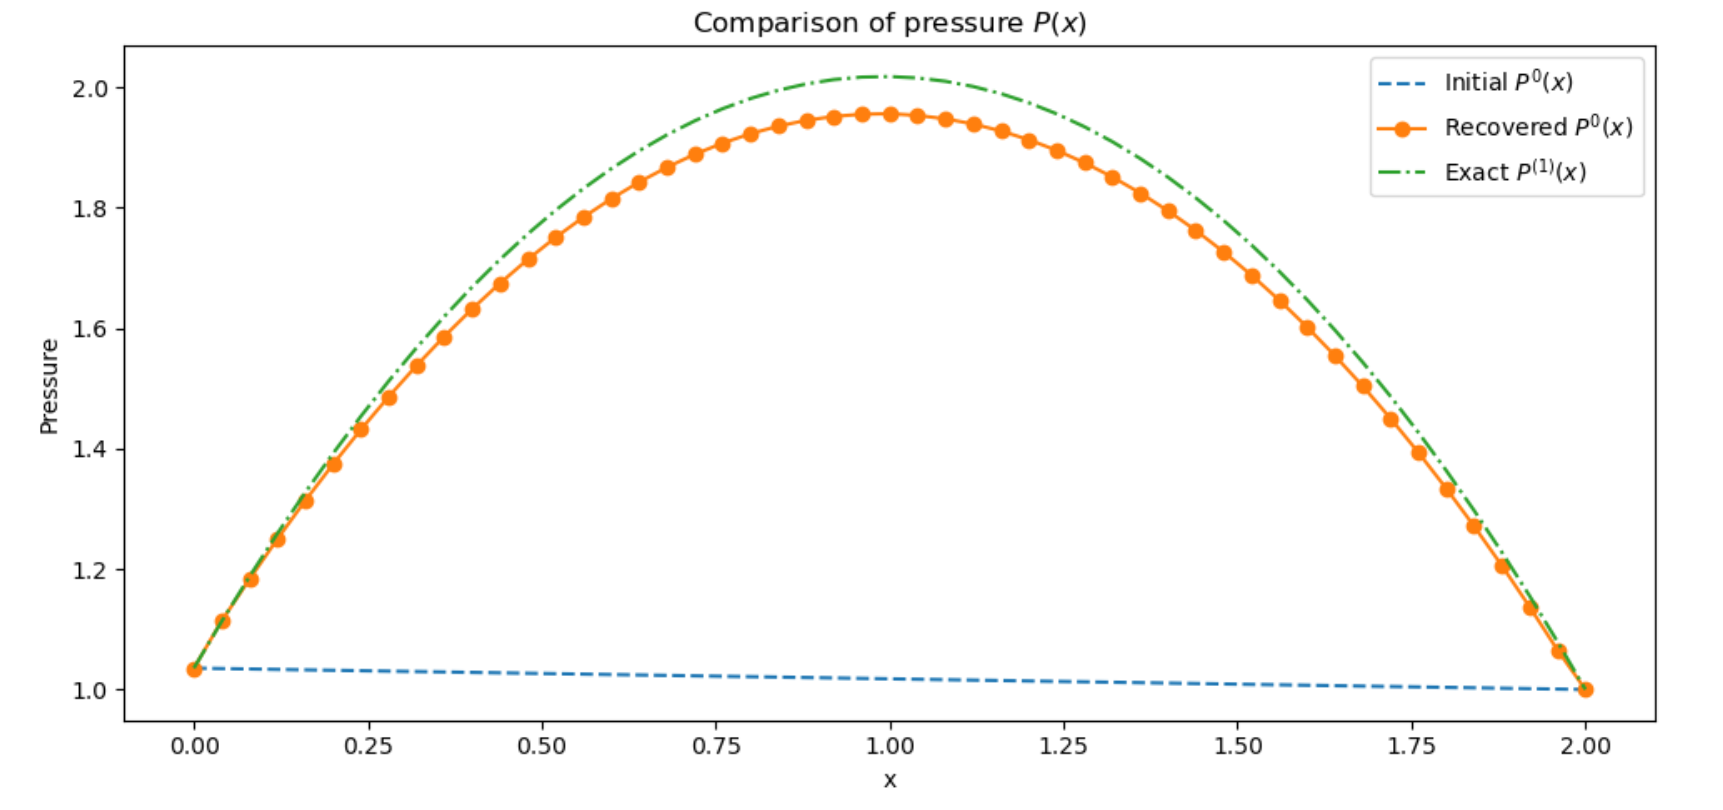 Comparison of pressure P(x)
Initial P⁰(x)
Recovered P⁰(x)
Exact P⁽¹⁾(x)
Pressure
2.0
1.8
1.6
1.4
1.2
1.0
0.00 0.25 0.50 0.75 1.00 1.25 1.50 1.75 2.00
x